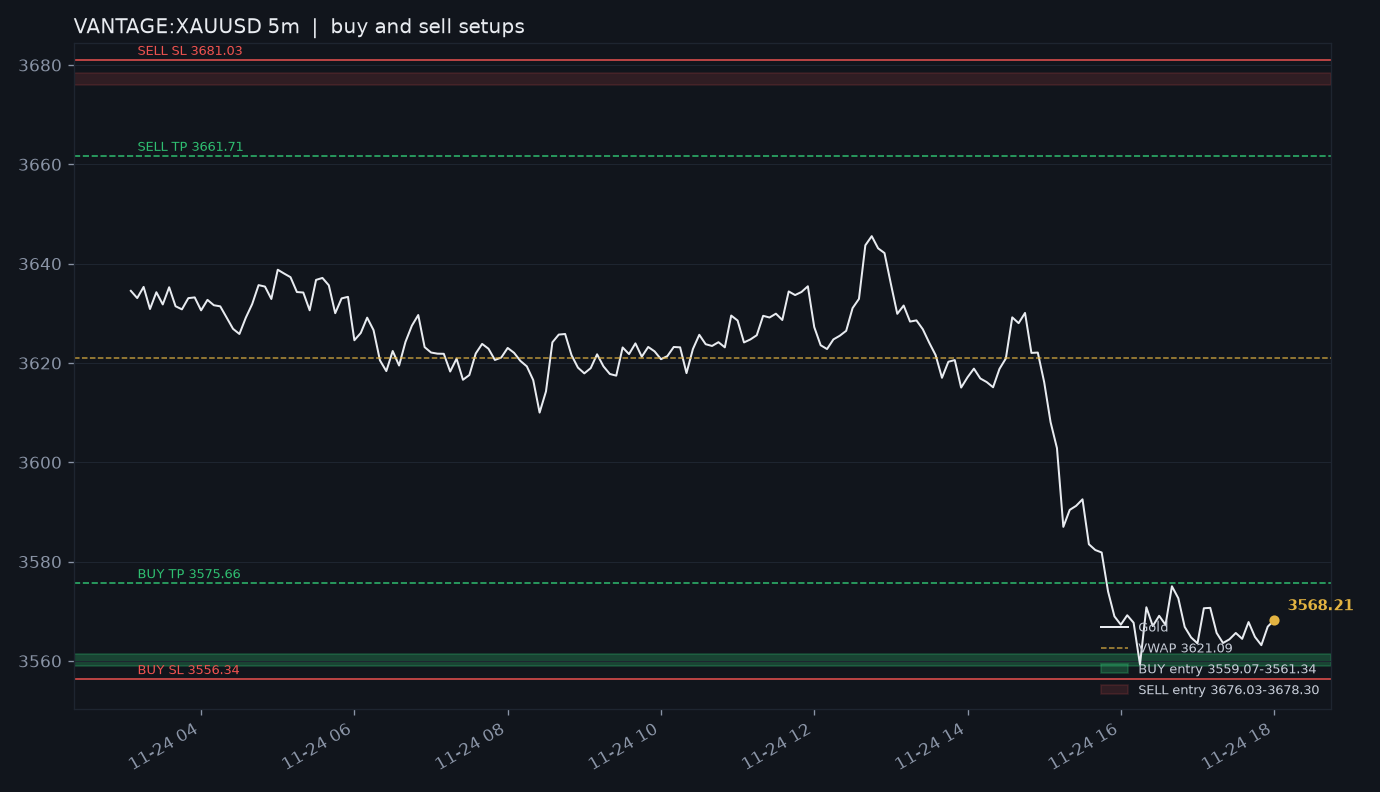 VANTAGE:XAUUSD 5m | buy and sell setups
SELL SL 3681.03
3680
SELL TP 3661.71
3660
3640
3620
3600
3580
BUY TP 3575.66
3568.21
Gold
VWAP 3621.09
3560
BUY SL 3556.34
BUY entry 3559.07-3561.34
SELL entry 3676.03-3678.30
11-24 04
11-24 06
11-24 08
11-24 10
11-24 12
11-24 14
11-24 16
11-24 18